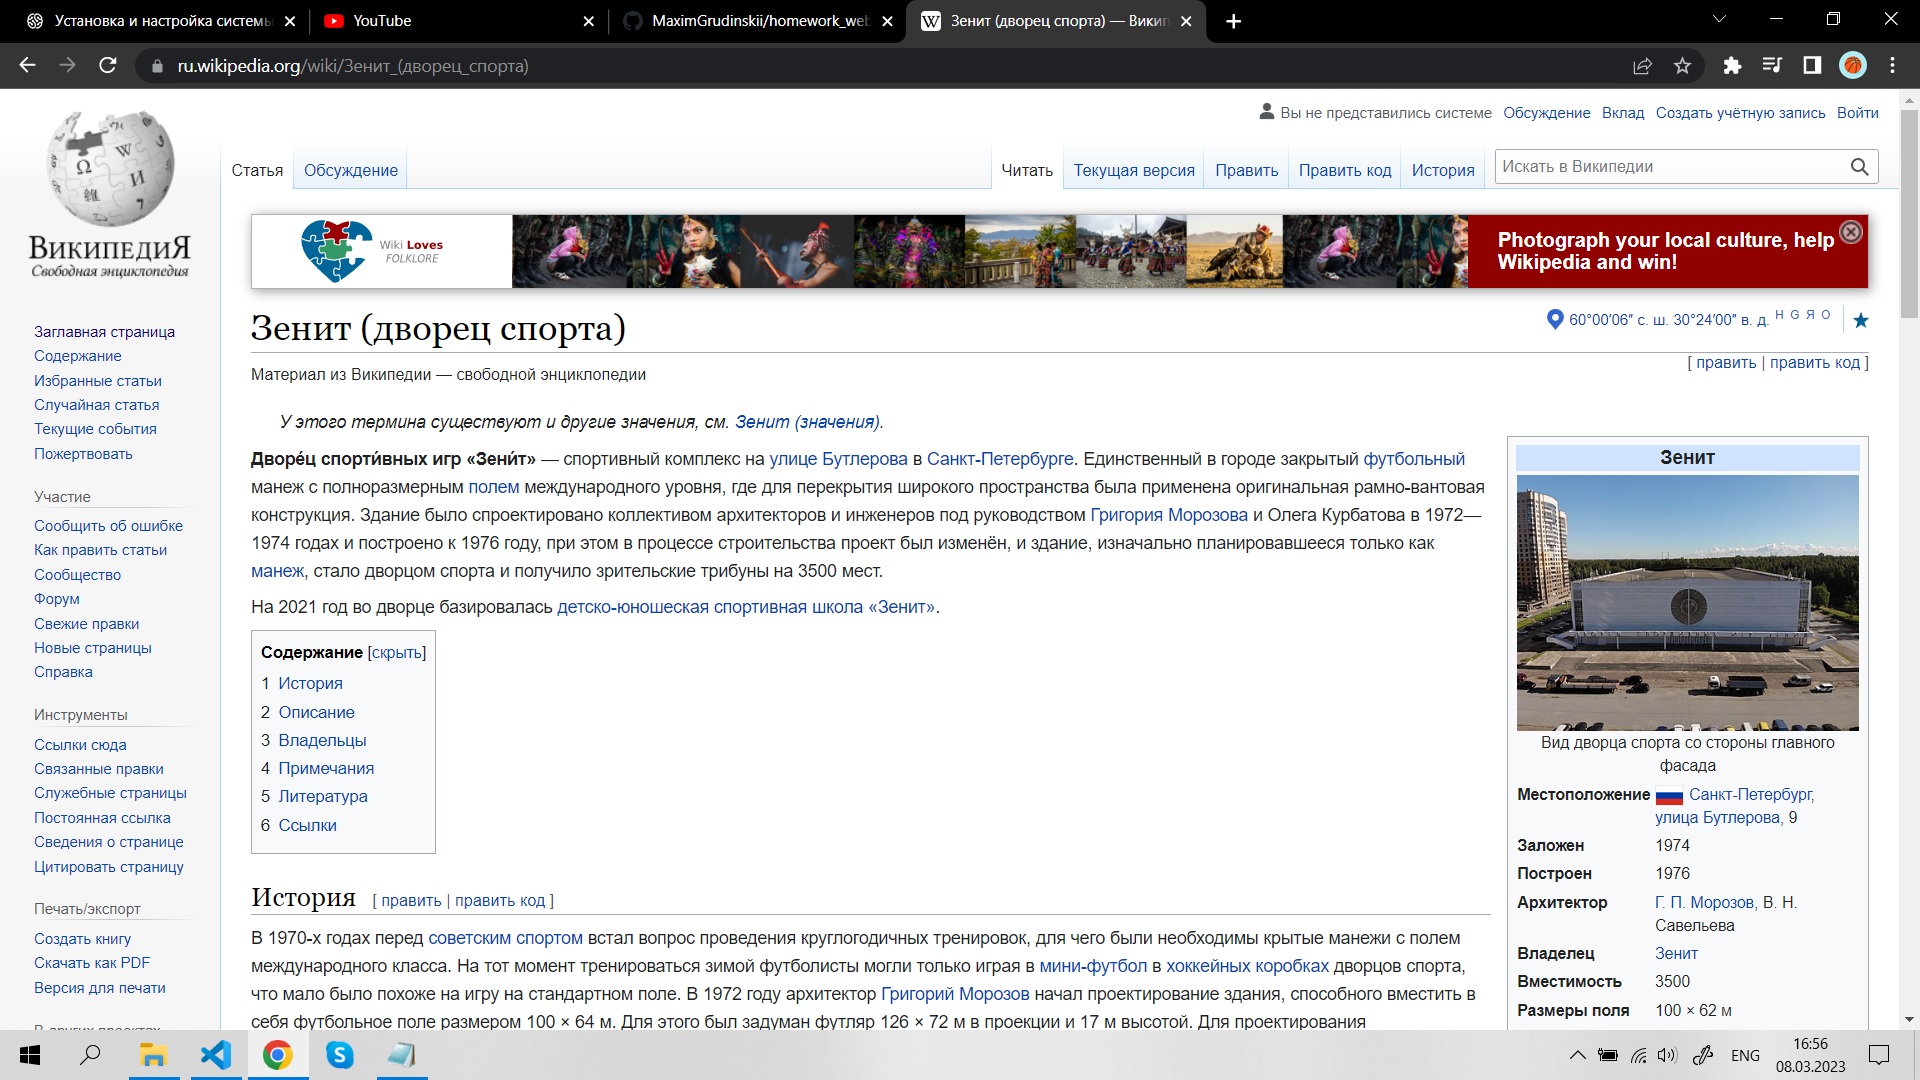 Установка и настройка системы
YouTube
MaximGrudinskii/homework_web
Зенит (дворец спорта) — Викип
ru.wikipedia.org/wiki/Зенит_(дворец_спорта)
Вы не представились системе Обсуждение Вклад Создать учётную запись Войти
Статья Обсуждение Читать Текущая версия Править Править код История Искать в Википедии
ВикипедиЯ
Свободная энциклопедия
Wiki Loves
FOLKLORE
Photograph your local culture, help
Wikipedia and win!
Заглавная страница
Содержание
Избранные статьи
Случайная статья
Текущие события
Пожертвовать
Участие
Сообщить об ошибке
Как править статьи
Сообщество
Форум
Свежие правки
Новые страницы
Справка
Инструменты
Ссылки сюда
Связанные правки
Служебные страницы
Постоянная ссылка
Сведения о странице
Цитировать страницу
Печать/экспорт
Создать книгу
Скачать как PDF
Версия для печати
В других проектах
Зенит (дворец спорта)
60°00′06″ с. ш. 30°24′00″ в. д. H G Я O
[ править | править код ]
Материал из Википедии — свободной энциклопедии
У этого термина существуют и другие значения, см. Зенит (значения).
Дворе́ц спорти́вных игр «Зени́т» — спортивный комплекс на улице Бутлерова в Санкт-Петербурге. Единственный в городе закрытый футбольный
манеж с полноразмерным полем международного уровня, где для перекрытия широкого пространства была применена оригинальная рамно-вантовая
конструкция. Здание было спроектировано коллективом архитекторов и инженеров под руководством Григория Морозова и Олега Курбатова в 1972—
1974 годах и построено к 1976 году, при этом в процессе строительства проект был изменён, и здание, изначально планировавшееся только как
манеж, стало дворцом спорта и получило зрительские трибуны на 3500 мест.
На 2021 год во дворце базировалась детско-юношеская спортивная школа «Зенит».
Содержание [скрыть]
1 История
2 Описание
3 Владельцы
4 Примечания
5 Литература
6 Ссылки
История [ править | править код ]
В 1970-х годах перед советским спортом встал вопрос проведения круглогодичных тренировок, для чего были необходимы крытые манежи с полем
международного класса. На тот момент тренироваться зимой футболисты могли только играя в мини-футбол в хоккейных коробках дворцов спорта,
что мало было похоже на игру на стандартном поле. В 1972 году архитектор Григорий Морозов начал проектирование здания, способного вместить в
себя футбольное поле размером 100 × 64 м. Для этого был задуман футляр 126 × 72 м в проекции и 17 м высотой. Для проектирования
Зенит
Вид дворца спорта со стороны главного
фасада
Местоположение Санкт-Петербург,
улица Бутлерова, 9
Заложен 1974
Построен 1976
Архитектор Г. П. Морозов, В. Н.
Савельева
Владелец Зенит
Вместимость 3500
Размеры поля 100 × 62 м
ENG
16:56
08.03.2023